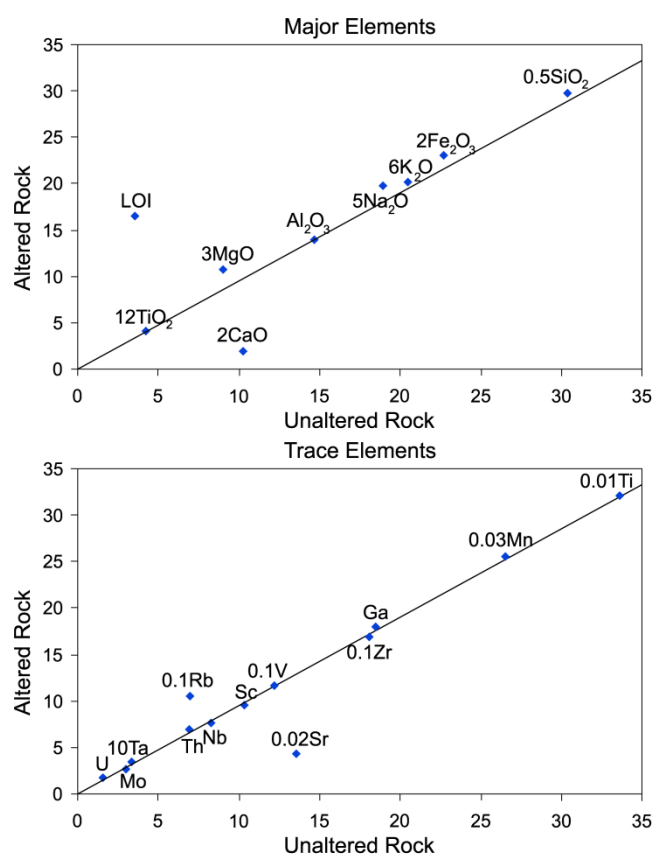 Major Elements
35
30
25
20
15
10
5
0
Altered Rock
0.5SiO₂
2Fe₂O₃
6K₂O
5Na₂O
LOI
Al₂O₃
3MgO
12TiO₂
2CaO
0 5 10 15 20 25 30 35
Unaltered Rock
Trace Elements
35
30
25
20
15
10
5
0
Altered Rock
0.01Ti
0.03Mn
Ga
0.1Zr
0.1V
0.1Rb
Sc
0.02Sr
Nb
Th
10Ta
U
Mo
0 5 10 15 20 25 30 35
Unaltered Rock